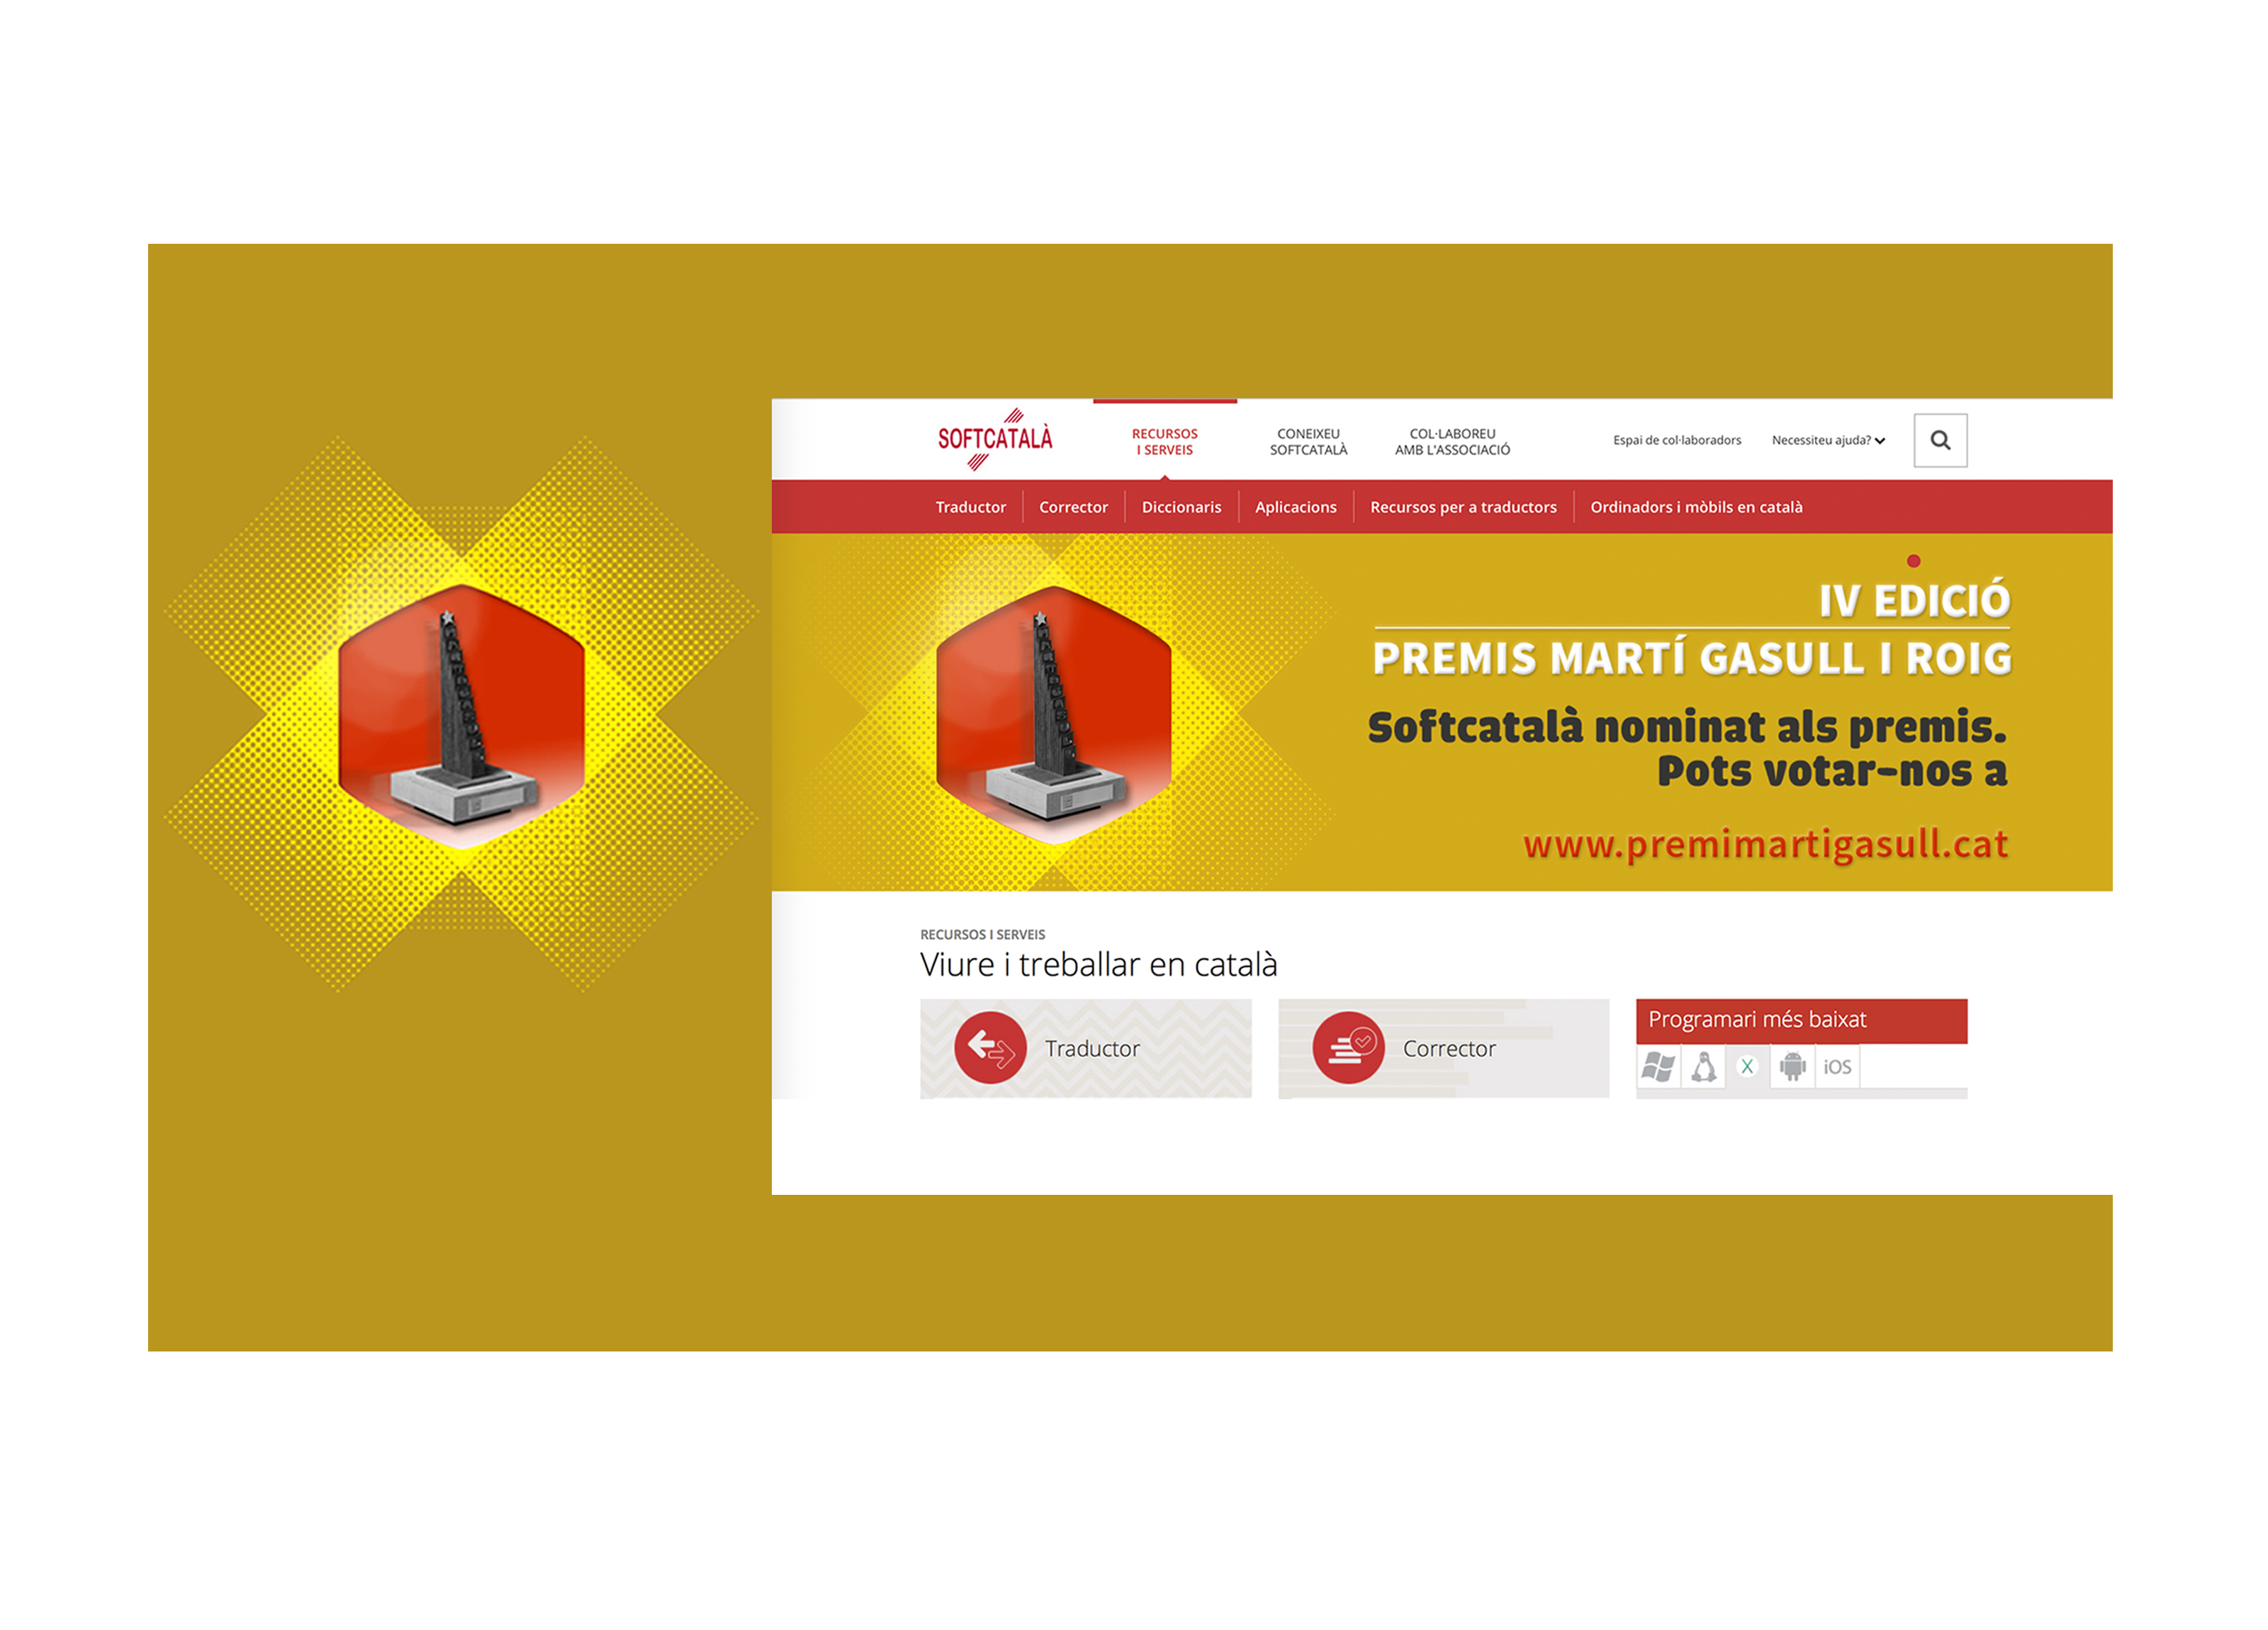 SOFTCATALÀ
RECURSOS
I SERVEIS
CONEIXEU
SOFTCATALÀ
COL·LABOREU
AMB L'ASSOCIACIÓ
Espai de col·laboradors
Necessiteu ajuda?
Traductor
Corrector
Diccionaris
Aplicacions
Recursos per a traductors
Ordinadors i mòbils en català
IV EDICIÓ
PREMIS MARTÍ GASULL I ROIG
Softcatalà nominat als premis.
Pots votar-nos a
www.premimartigasull.cat
RECURSOS I SERVEIS
Viure i treballar en català
Traductor
Corrector
Programari més baixat
X
iOS